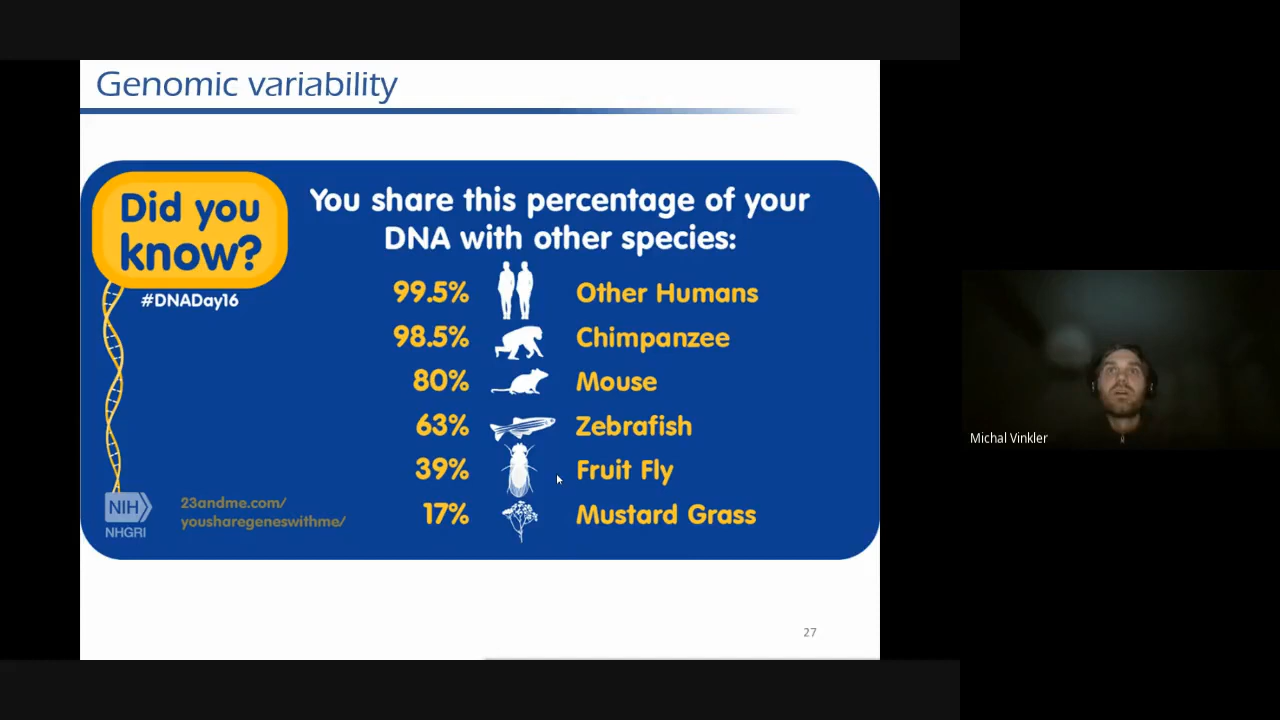 Genomic variability
Did you
know?
#DNADay16
You share this percentage of your
DNA with other species:
99.5% Other Humans
98.5% Chimpanzee
80% Mouse
63% Zebrafish
39% Fruit Fly
17% Mustard Grass
NIH
NHGRI
23andme.com/
yousharegeneswithme/
27
Michal Vinkler